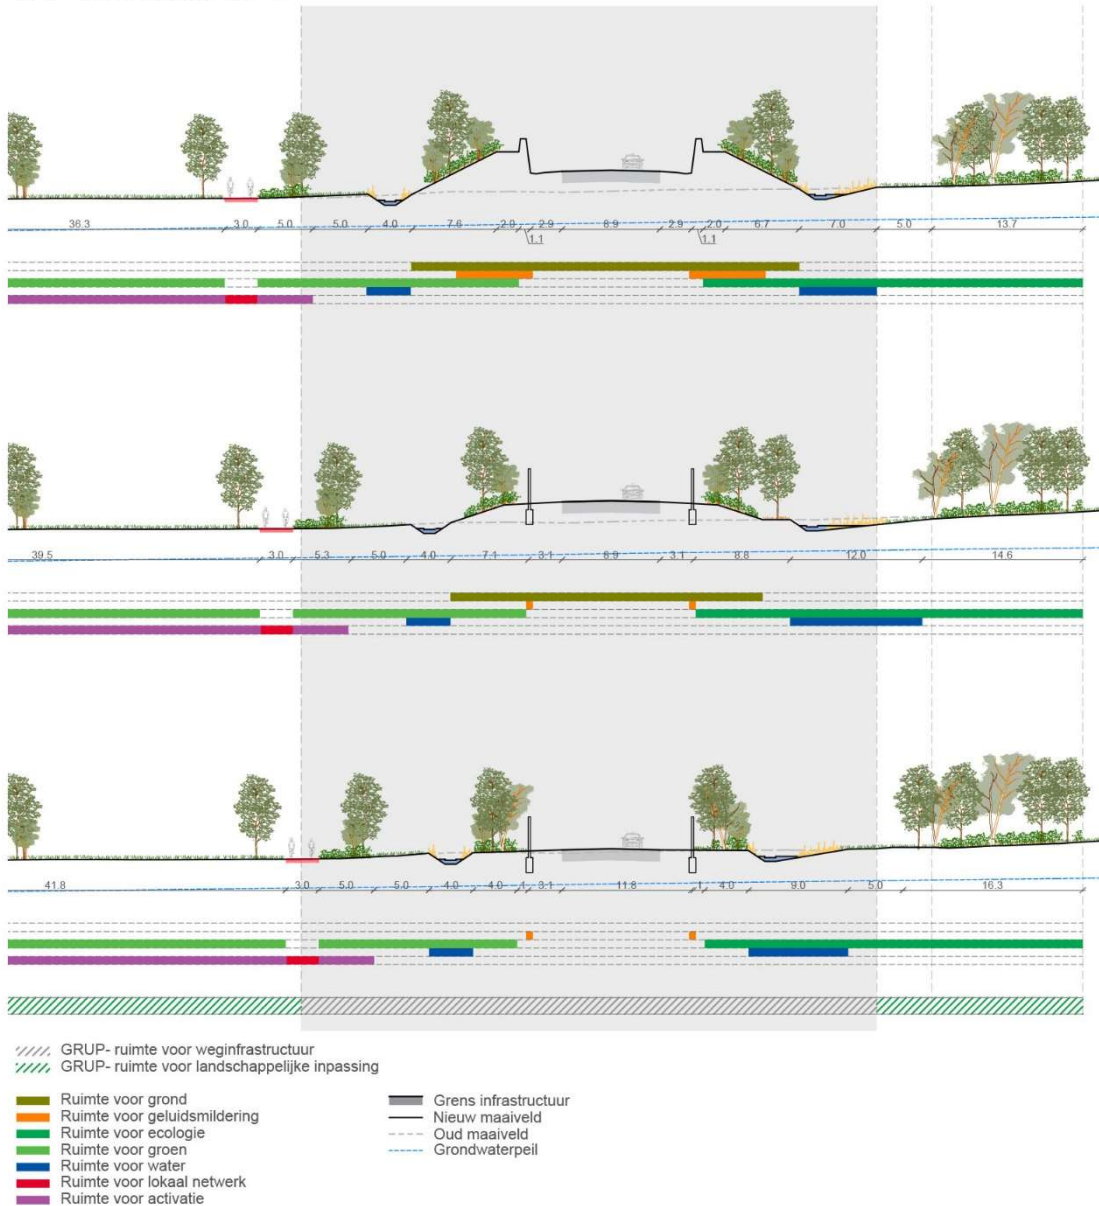 36.3 3.0 5.0 5.0 4.0 7.6 2.0 2.9 8.9 2.9 2.0 6.7 7.0 5.0 13.7
1.1 1.1
39.5 3.0 5.3 5.0 4.0 7.1 3.1 8.9 3.1 8.8 12.0 14.6
41.8 3.0 5.0 5.0 4.0 4.0 1 3.1 11.8 1 4.0 9.0 5.0 16.3
GRUP- ruimte voor weginfrastructuur
GRUP- ruimte voor landschappelijke inpassing
Ruimte voor grond
Ruimte voor geluidsmildering
Ruimte voor ecologie
Ruimte voor groen
Ruimte voor water
Ruimte voor lokaal netwerk
Ruimte voor activatie
Grens infrastructuur
Nieuw maaiveld
Oud maaiveld
Grondwaterpeil